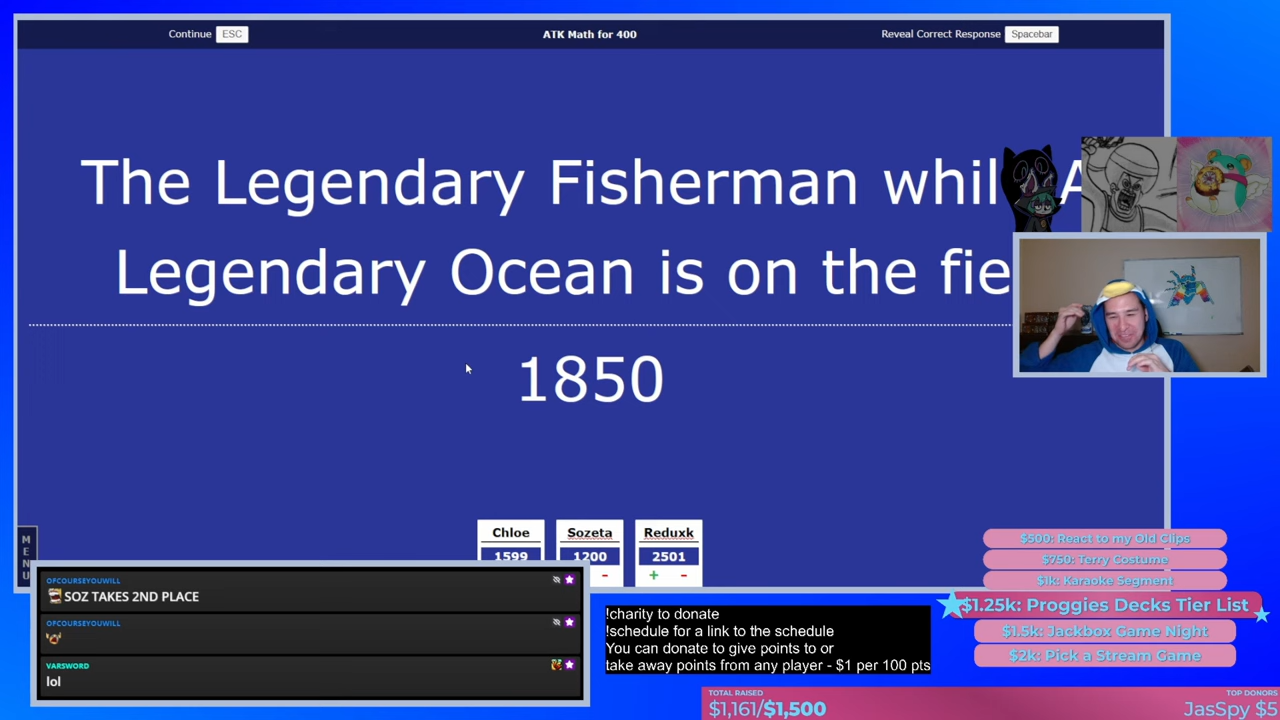 Continue ESC
ATK Math for 400
Reveal Correct Response Spacebar
The Legendary Fisherman whil A
Legendary Ocean is on the fie
1850
MENU
Chloe
1599
Sozeta
1200
-
Reduxk
2501
+ -
OFCOURSEYOUWILL
SOZ TAKES 2ND PLACE
OFCOURSEYOUWILL
VARSWORD
lol
!charity to donate
!schedule for a link to the schedule
You can donate to give points to or
take away points from any player - $1 per 100 pts
$500: React to my Old Clips
$750: Terry Costume
$1k: Karaoke Segment
$1.25k: Proggies Decks Tier List
$1.5k: Jackbox Game Night
$2k: Pick a Stream Game
TOTAL RAISED
$1,161/$1,500
TOP DONORS
JasSpy $5